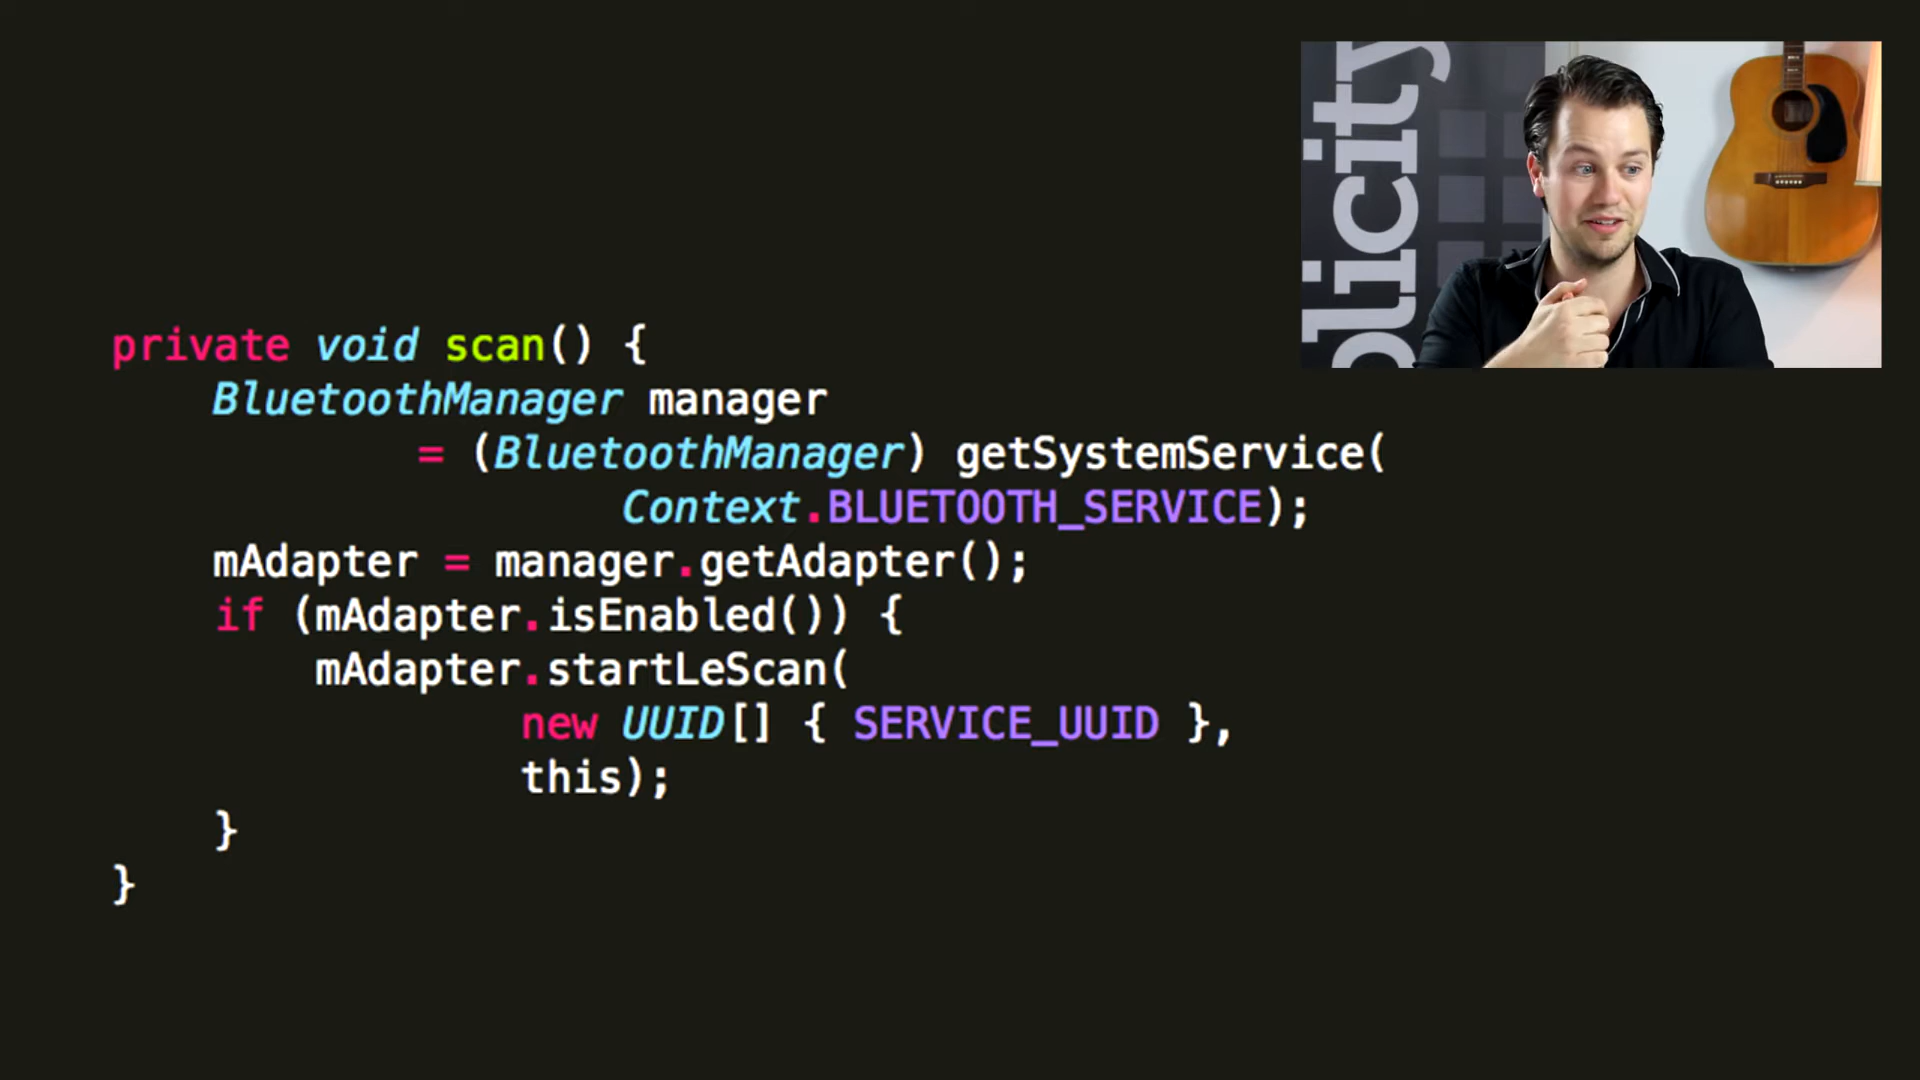 plicity
private void scan() {
BluetoothManager manager
= (BluetoothManager) getSystemService(
Context.BLUETOOTH_SERVICE);
mAdapter = manager.getAdapter();
if (mAdapter.isEnabled()) {
mAdapter.startLeScan(
new UUID[] { SERVICE_UUID },
this);
}
}